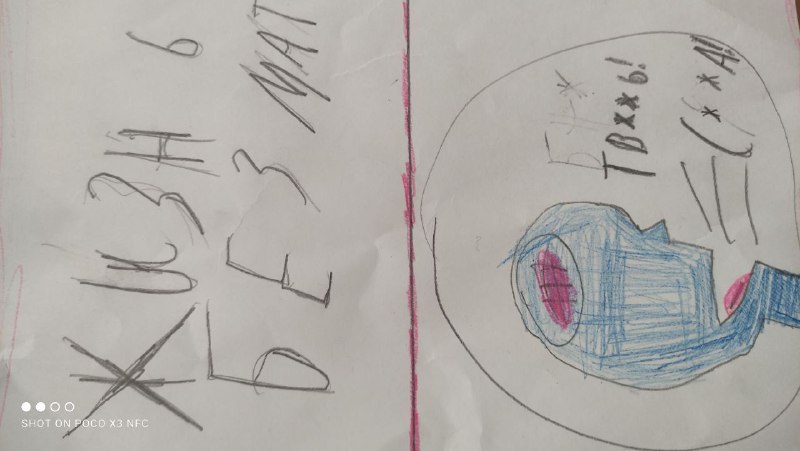 ЖИЗНЬ
БЕЗ МАТ
ТВ**Ь!
(**А!
SHOT ON POCO X3 NFC